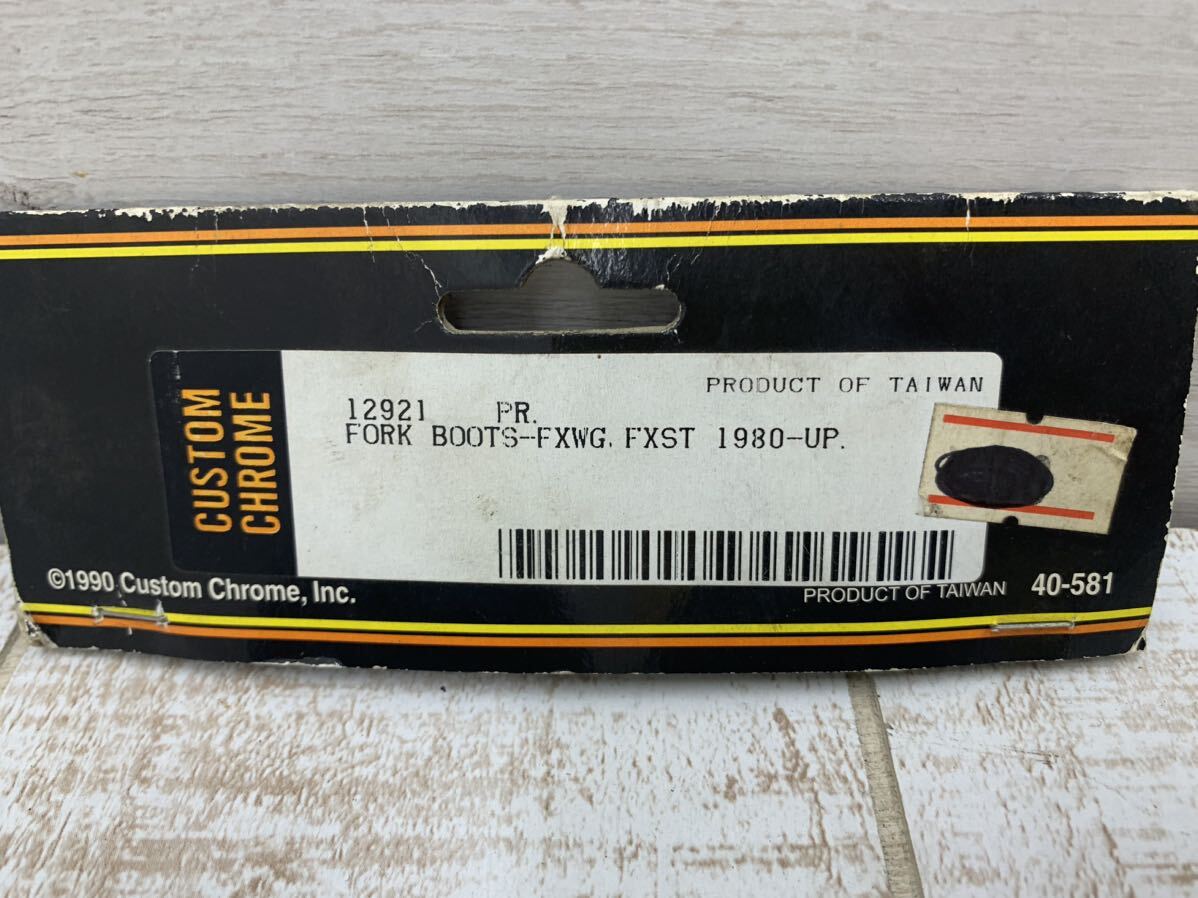 CUSTOM
CHROME
PRODUCT OF TAIWAN
12921 PR.
FORK BOOTS-FXWG, FXST 1980-UP.
©1990 Custom Chrome, Inc.
PRODUCT OF TAIWAN 40-581